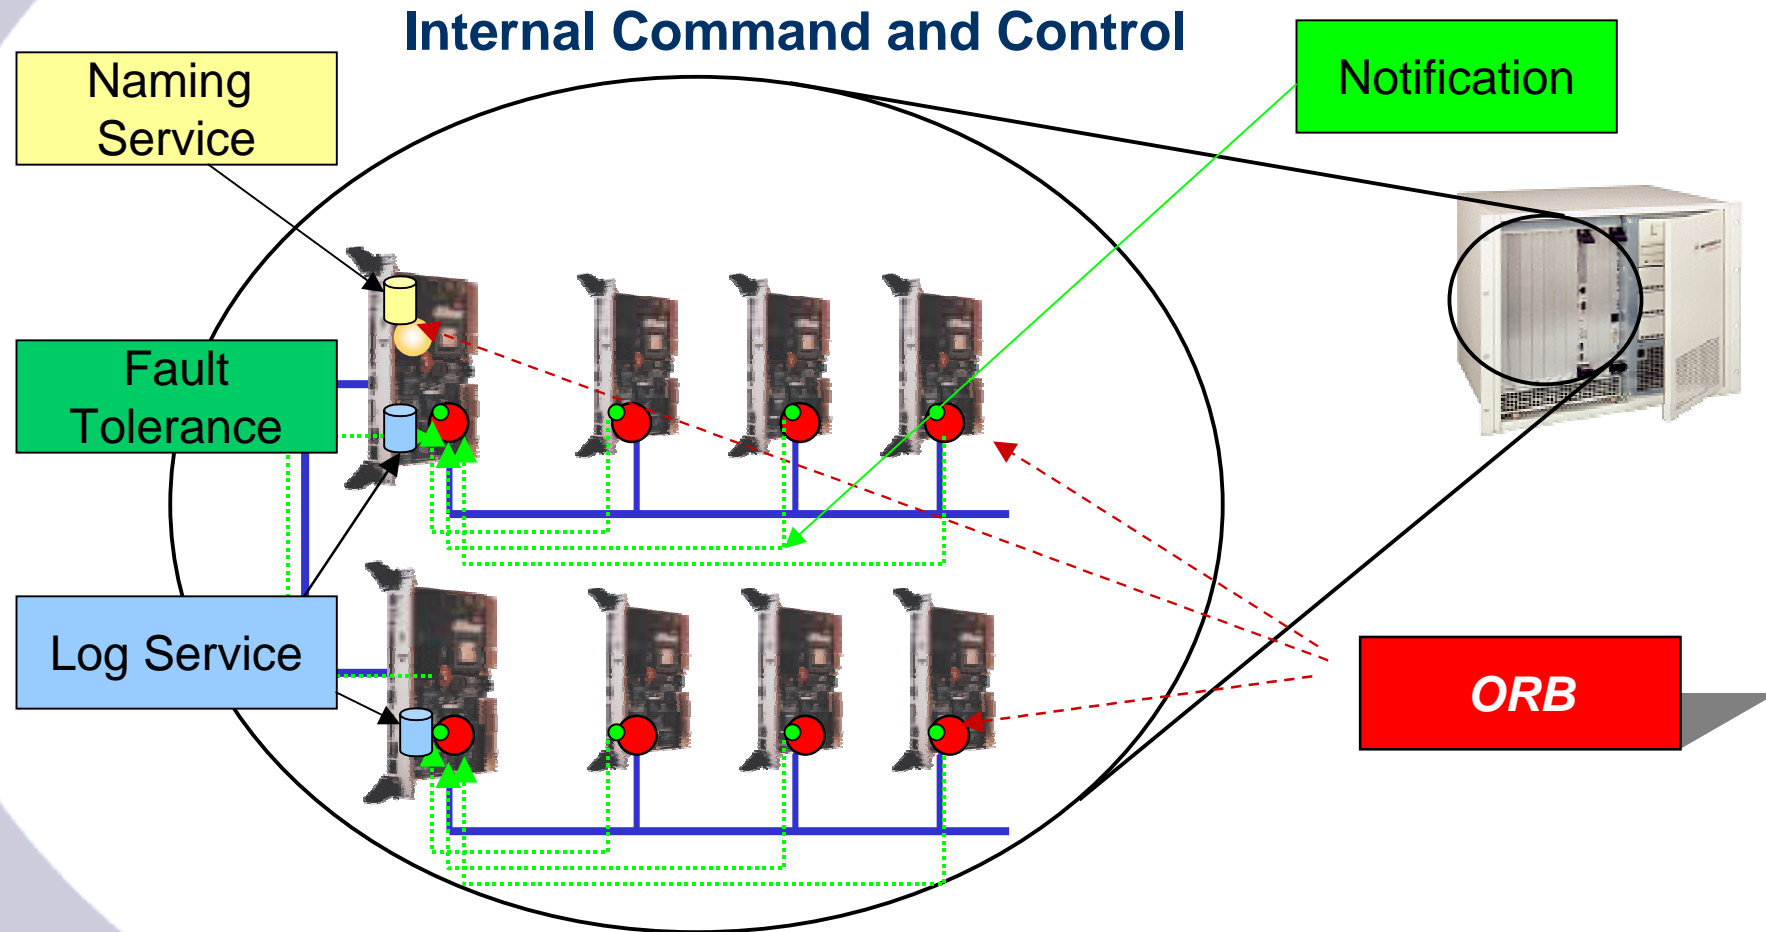 Internal Command and Control
Naming
Service
Notification
Fault
Tolerance
Log Service
ORB